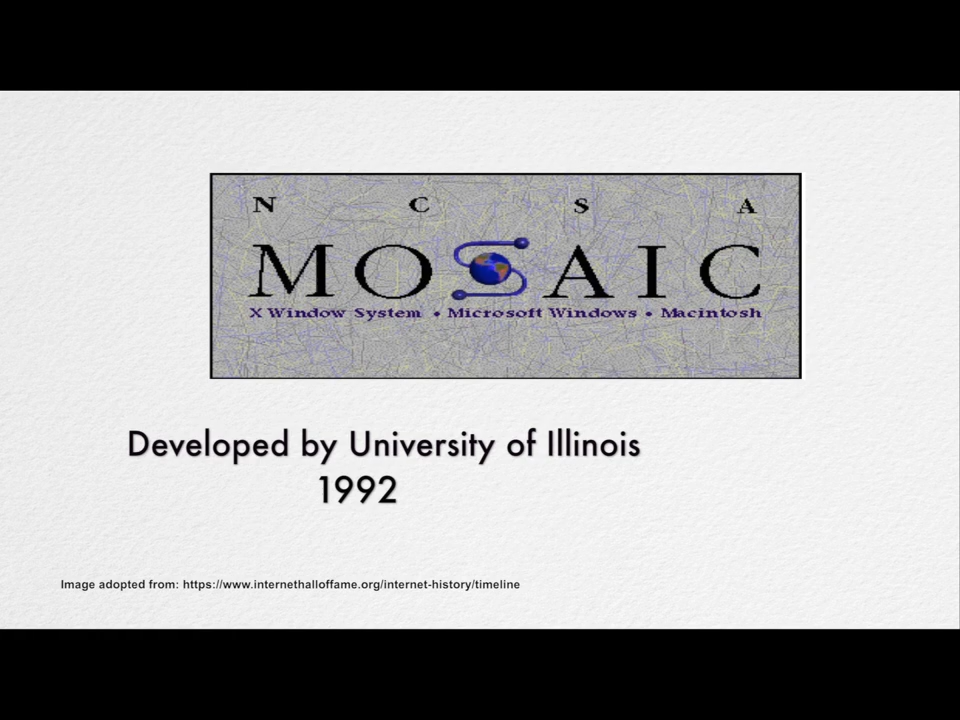 N C S A
MOSAIC
X Window System • Microsoft Windows • Macintosh
Developed by University of Illinois
1992
Image adopted from: https://www.internethalloffame.org/internet-history/timeline